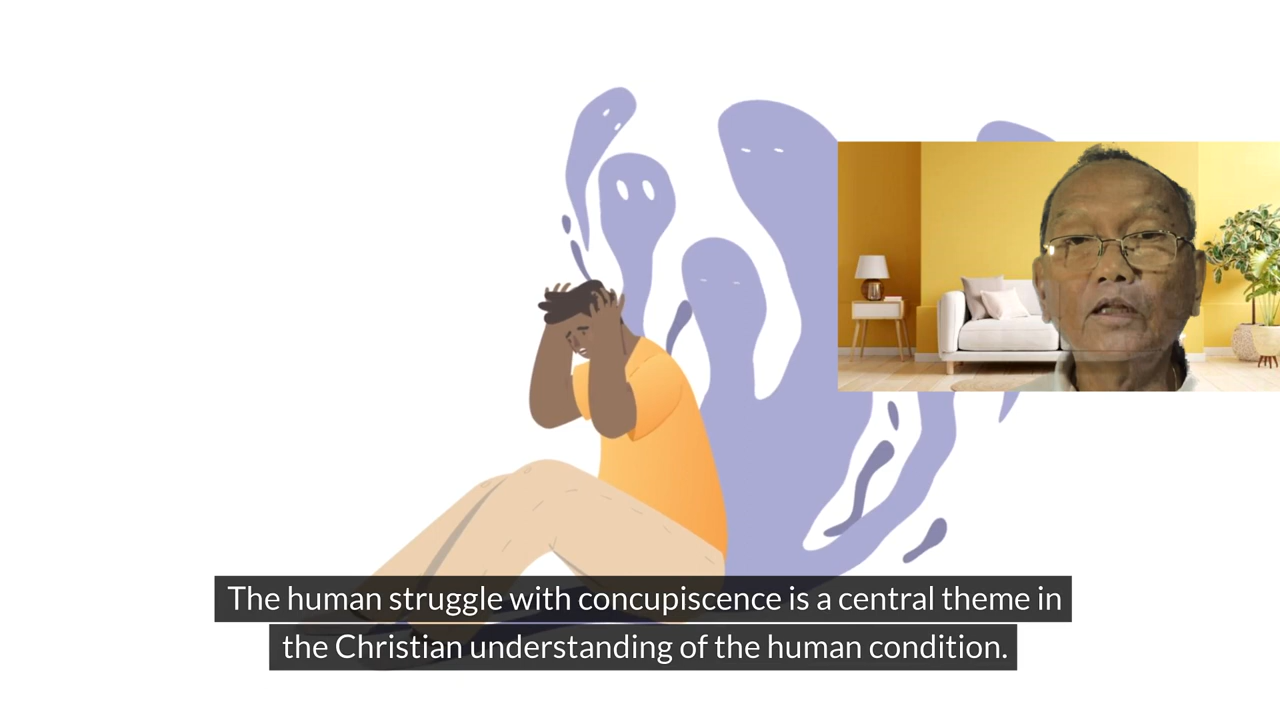 The human struggle with concupiscence is a central theme in
the Christian understanding of the human condition.